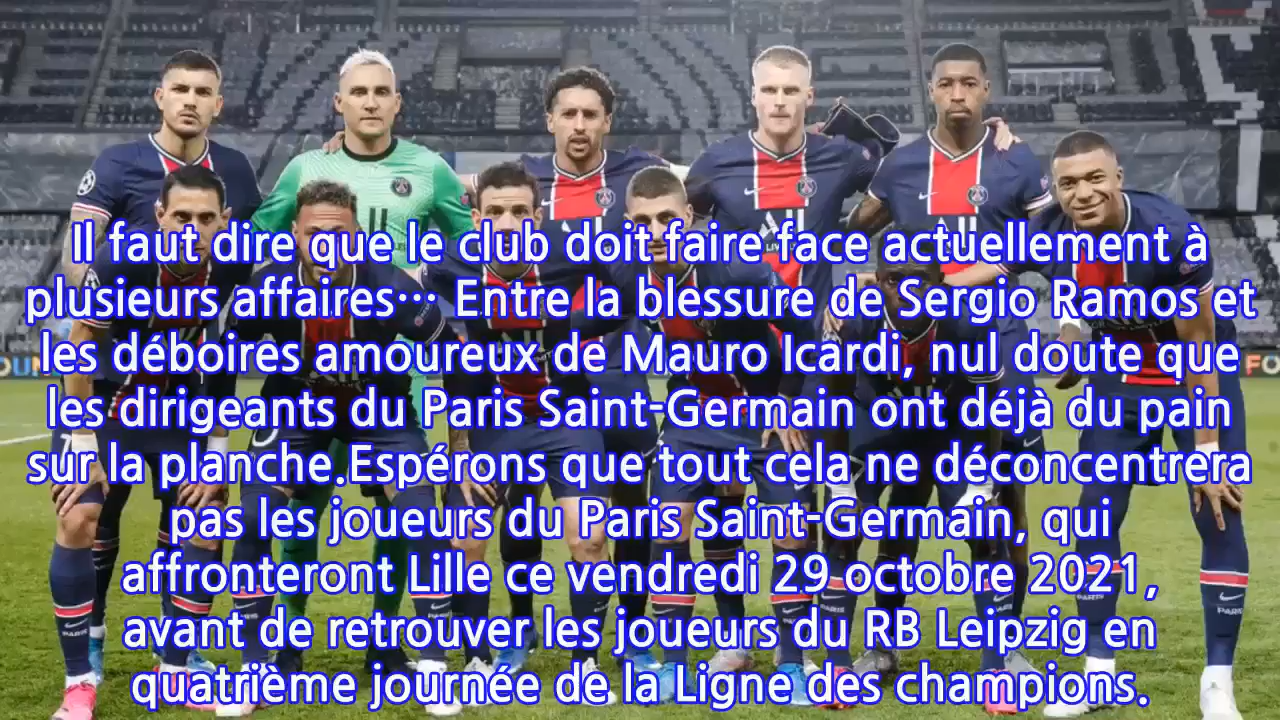 Il faut dire que le club doit faire face actuellement à
plusieurs affaires… Entre la blessure de Sergio Ramos et
les déboires amoureux de Mauro Icardi, nul doute que
les dirigeants du Paris Saint-Germain ont déjà du pain
sur la planche.Espérons que tout cela ne déconcentrera
pas les joueurs du Paris Saint-Germain, qui
affronteront Lille ce vendredi 29 octobre 2021,
avant de retrouver les joueurs du RB Leipzig en
quatrième journée de la Ligne des champions.